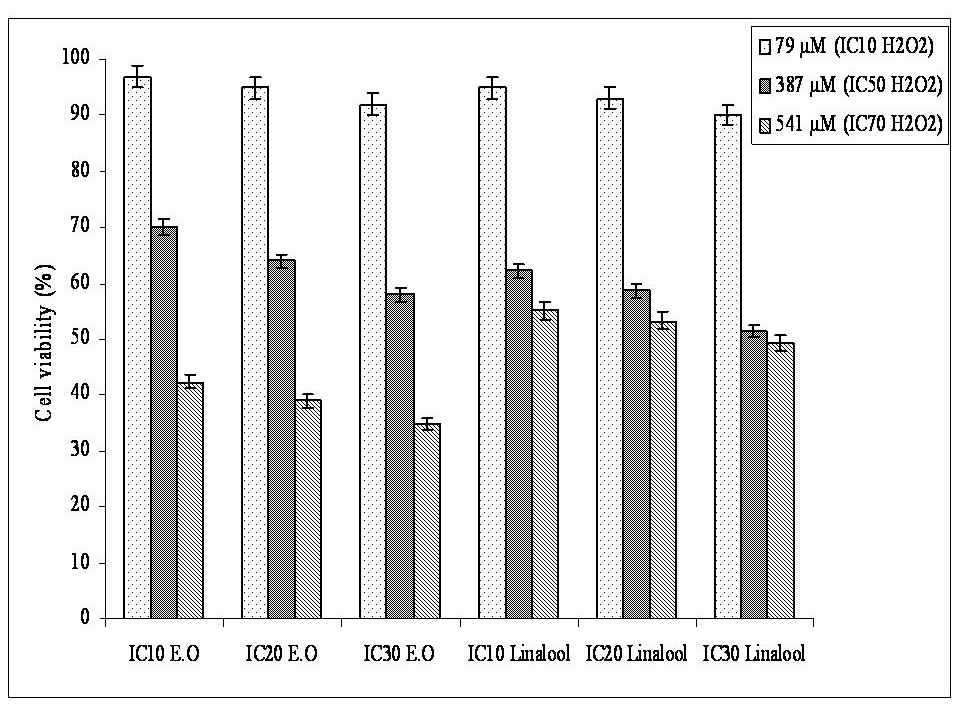 79 µM (IC10 H2O2)
387 µM (IC50 H2O2)
541 µM (IC70 H2O2)
100
90
80
70
60
50
40
30
20
10
0
Cell viability (%)
IC10 E.O
IC20 E.O
IC30 E.O
IC10 Linalool
IC20 Linalool
IC30 Linalool